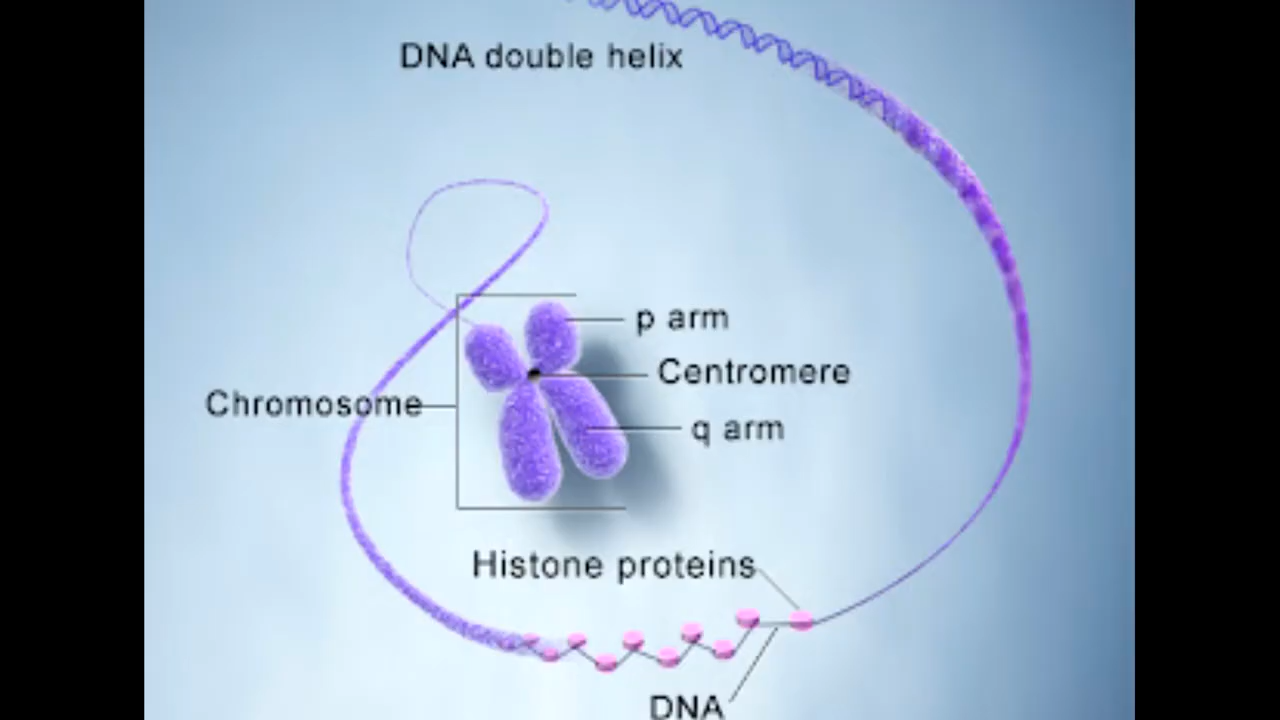 DNA double helix
p arm
Centromere
Chromosome
q arm
Histone proteins
DNA